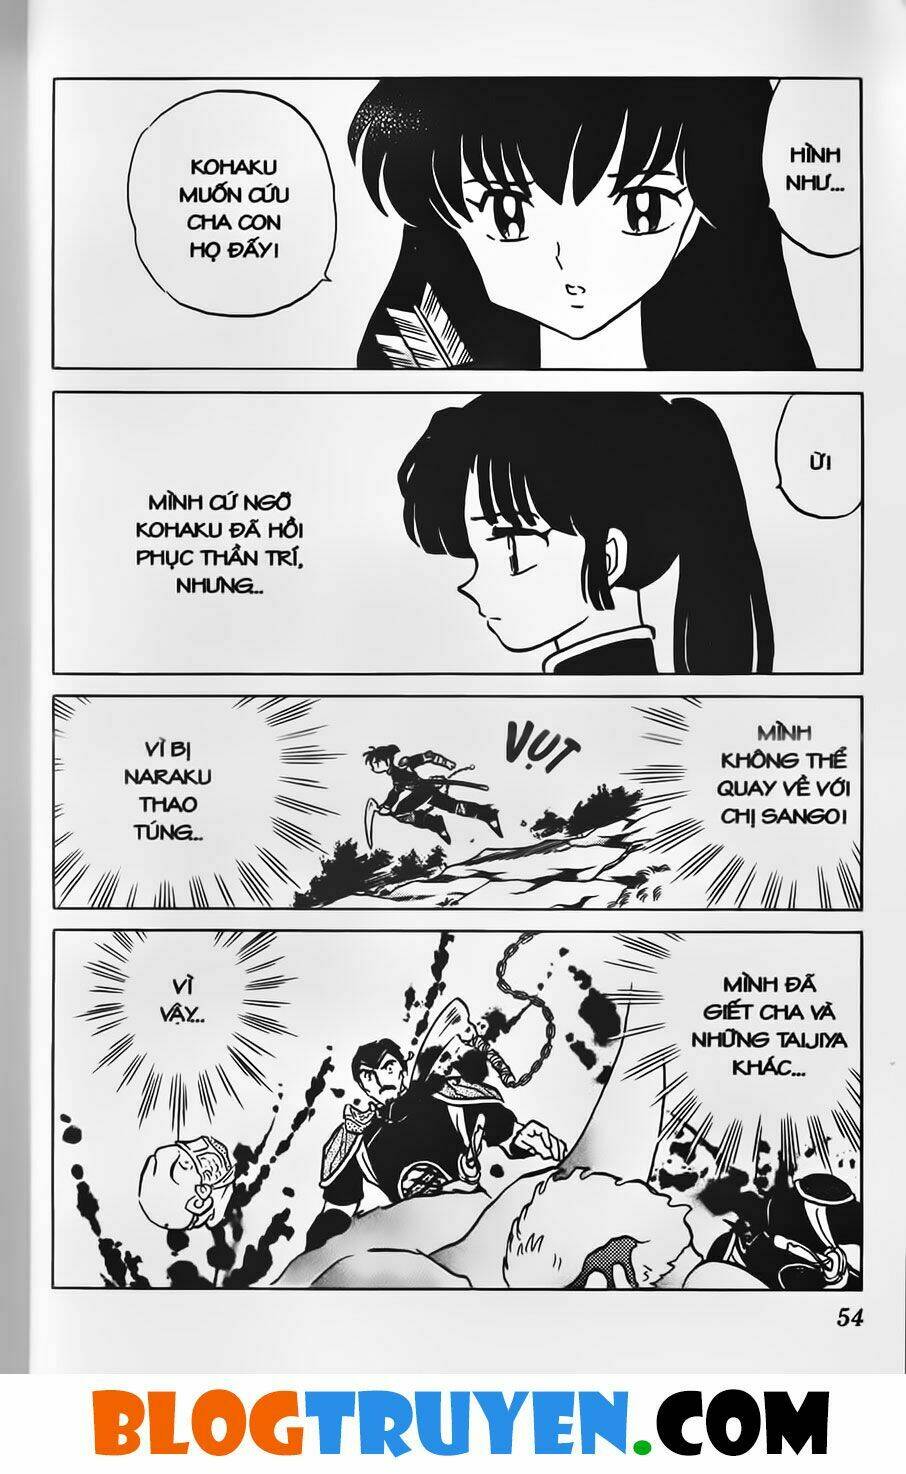 HÌNH
NHƯ...
KOHAKU
MUỐN CỨU
CHA CON
HỌ ĐẤY!
ỪI
MÌNH CỨ NGỠ
KOHAKU ĐÃ HỒI
PHỤC THẦN TRÍ,
NHƯNG...
MÌNH
KHÔNG THỂ
QUAY VỀ VỚI
CHỊ SANGO!
VỤT
VÌ BỊ
NARAKU
THAO
TÚNG...
MÌNH ĐÃ
GIẾT CHA VÀ
NHỮNG TAIJIYA
KHÁC...
VÌ
VẬY...
54
BLOGTRUYEN.COM